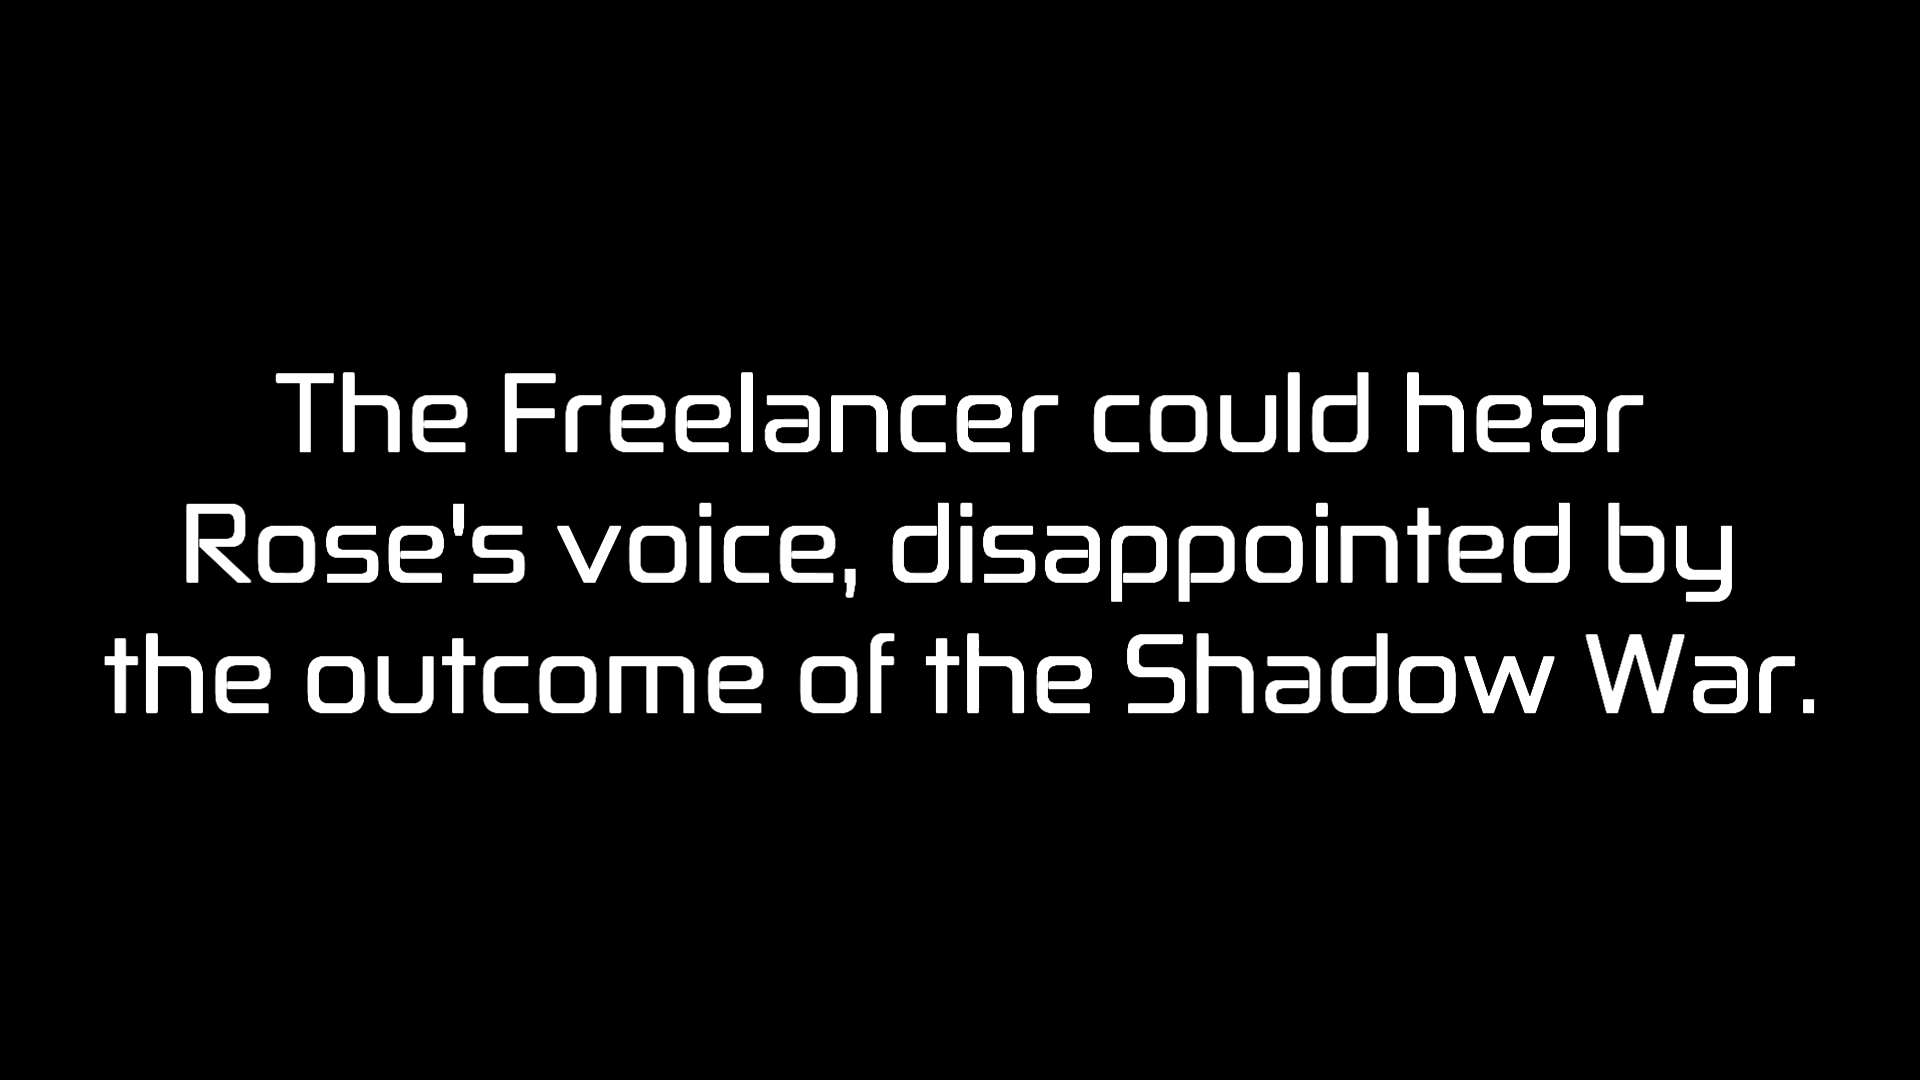 The Freelancer could hear
Rose's voice, disappointed by
the outcome of the Shadow War.